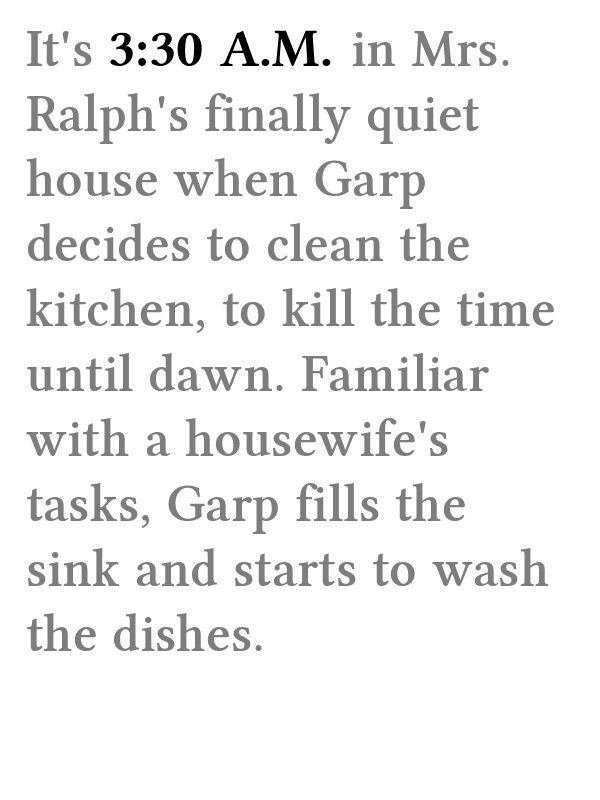 It's 3:30 A.M. in Mrs.
Ralph's finally quiet
house when Garp
decides to clean the
kitchen, to kill the time
until dawn. Familiar
with a housewife's
tasks, Garp fills the
sink and starts to wash
the dishes.